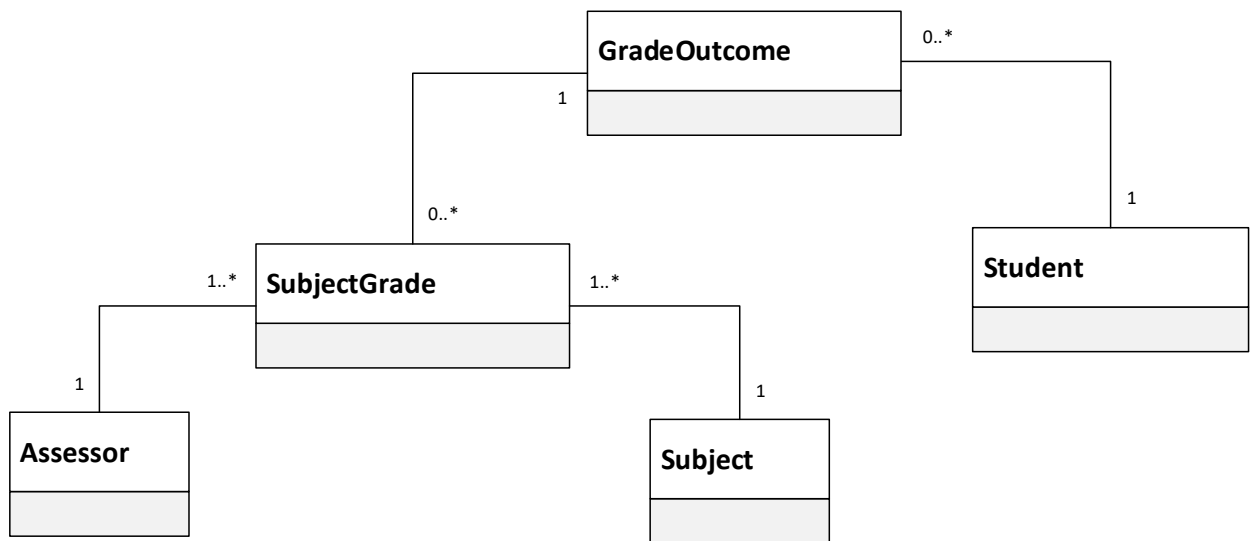 GradeOutcome
0..*
1
1
0..*
Student
SubjectGrade
1..*
1..*
1
1
Assessor
Subject